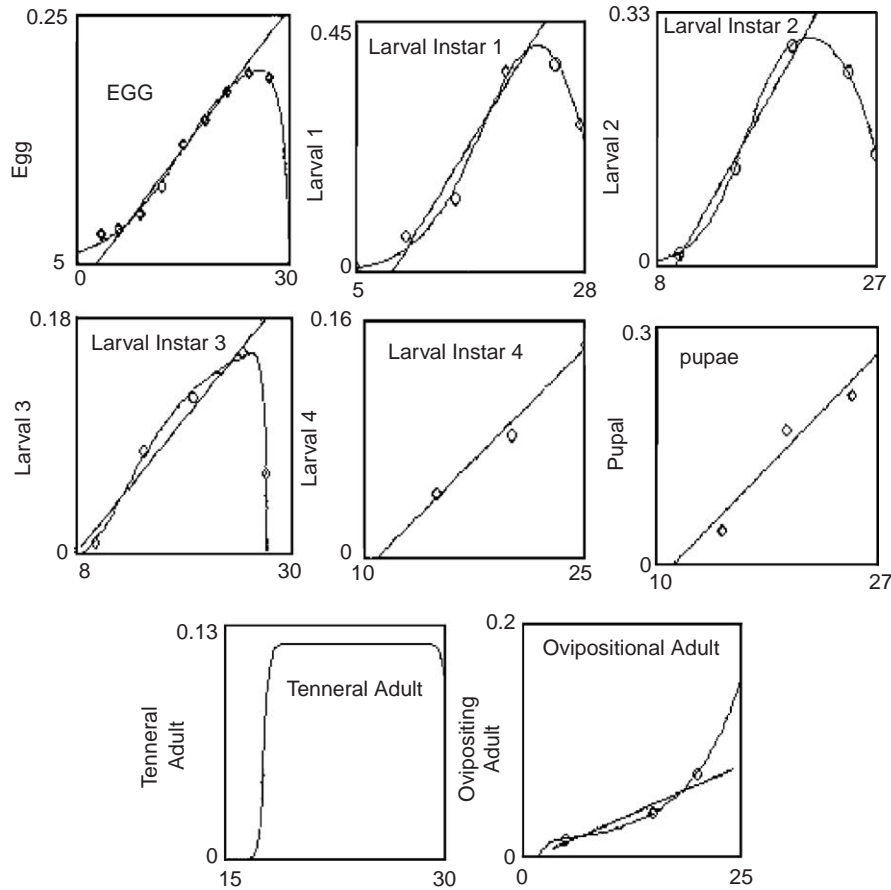 0.25
EGG
Egg
5
0
30
0.45
Larval Instar 1
Larval 1
0
5
28
0.33
Larval Instar 2
Larval 2
0
8
27
0.18
Larval Instar 3
Larval 3
0
8
30
0.16
Larval Instar 4
Larval 4
0
10
25
0.3
pupae
Pupal
0
10
27
0.13
Tenneral Adult
Tenneral
Adult
0
15
30
0.2
Ovipositional Adult
Ovipositing
Adult
0
0
25